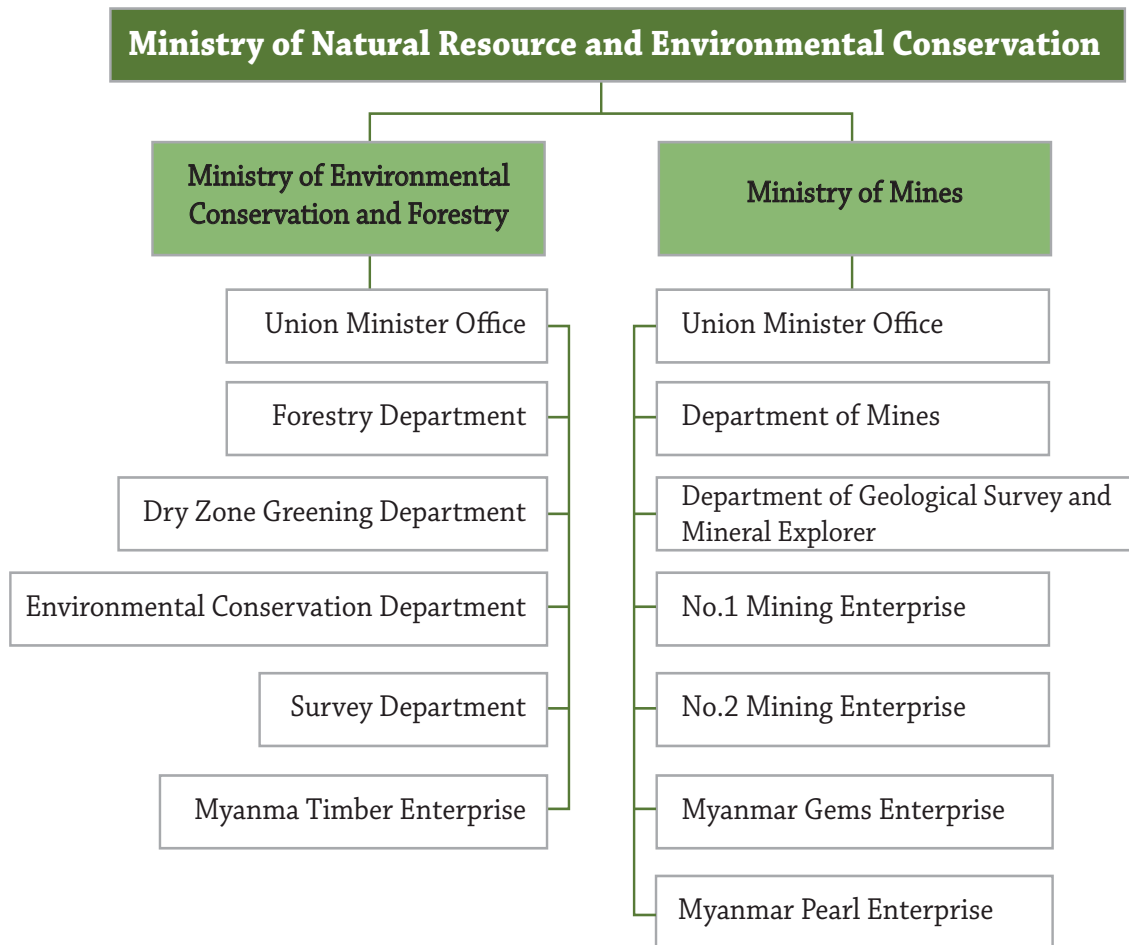 Ministry of Natural Resource and Environmental Conservation
Ministry of Environmental
Conservation and Forestry
Union Minister Office
Forestry Department
Dry Zone Greening Department
Environmental Conservation Department
Survey Department
Myanma Timber Enterprise
Ministry of Mines
Union Minister Office
Department of Mines
Department of Geological Survey and
Mineral Explorer
No.1 Mining Enterprise
No.2 Mining Enterprise
Myanmar Gems Enterprise
Myanmar Pearl Enterprise